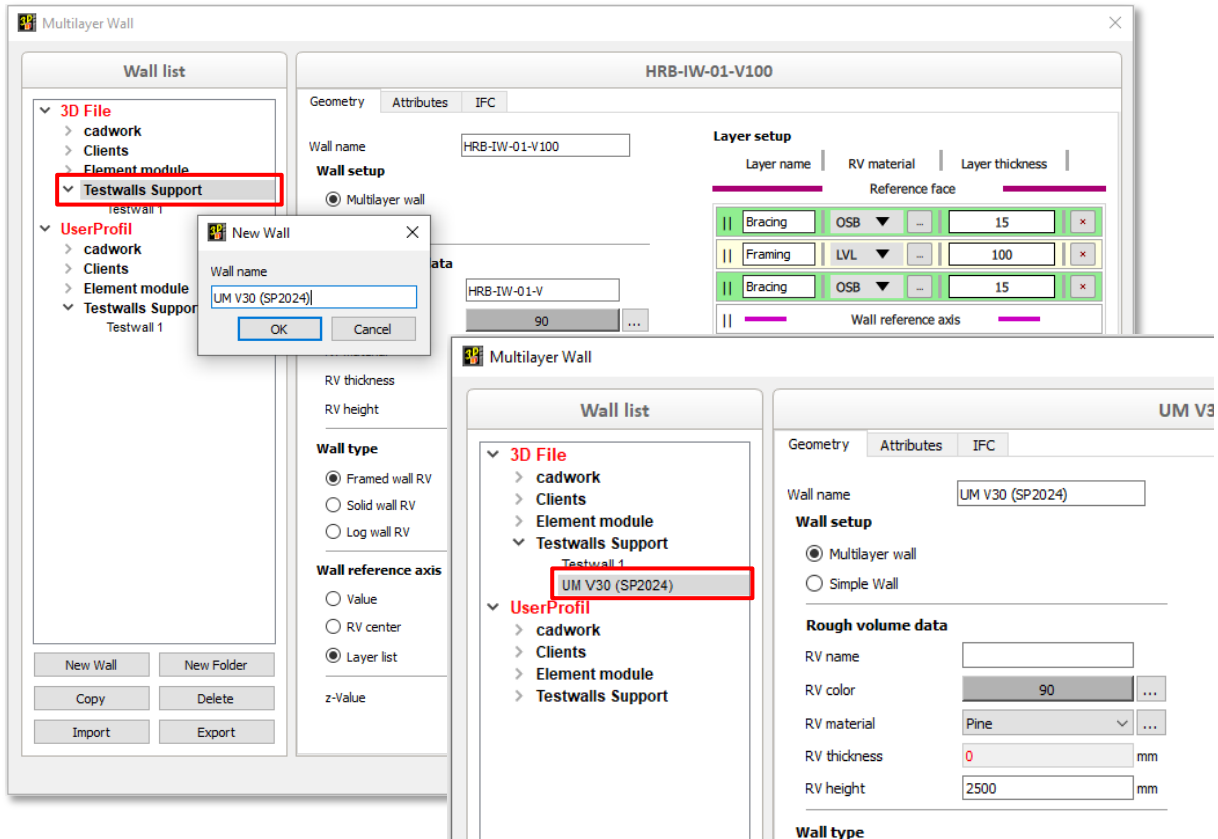 Multilayer Wall
Wall list
3D File
cadwork
Clients
Element module
Testwalls Support
Testwall 1
UserProfil
cadwork
Clients
Element module
Testwalls Suppor
Testwall 1
New Wall
New Folder
Copy
Delete
Import
Export
New Wall
Wall name
UM V30 (SP2024)
OK
Cancel
HRB-IW-01-V100
Geometry
Attributes
IFC
Wall name
HRB-IW-01-V100
Wall setup
Multilayer wall
ata
HRB-IW-01-V
90
...
RV thickness
RV height
Wall type
Framed wall RV
Solid wall RV
Log wall RV
Wall reference axis
Value
RV center
Layer list
z-Value
Layer setup
Layer name
RV material
Layer thickness
Reference face
Bracing OSB ... 15 ×
Framing LVL ... 100 ×
Bracing OSB ... 15 ×
Wall reference axis
Multilayer Wall
Wall list
3D File
cadwork
Clients
Element module
Testwalls Support
Testwall 1
UM V30 (SP2024)
UserProfil
cadwork
Clients
Element module
Testwalls Support
UM V3
Geometry
Attributes
IFC
Wall name
UM V30 (SP2024)
Wall setup
Multilayer wall
Simple Wall
Rough volume data
RV name
RV color
90
...
RV material
Pine
...
RV thickness
0
mm
RV height
2500
mm
Wall type